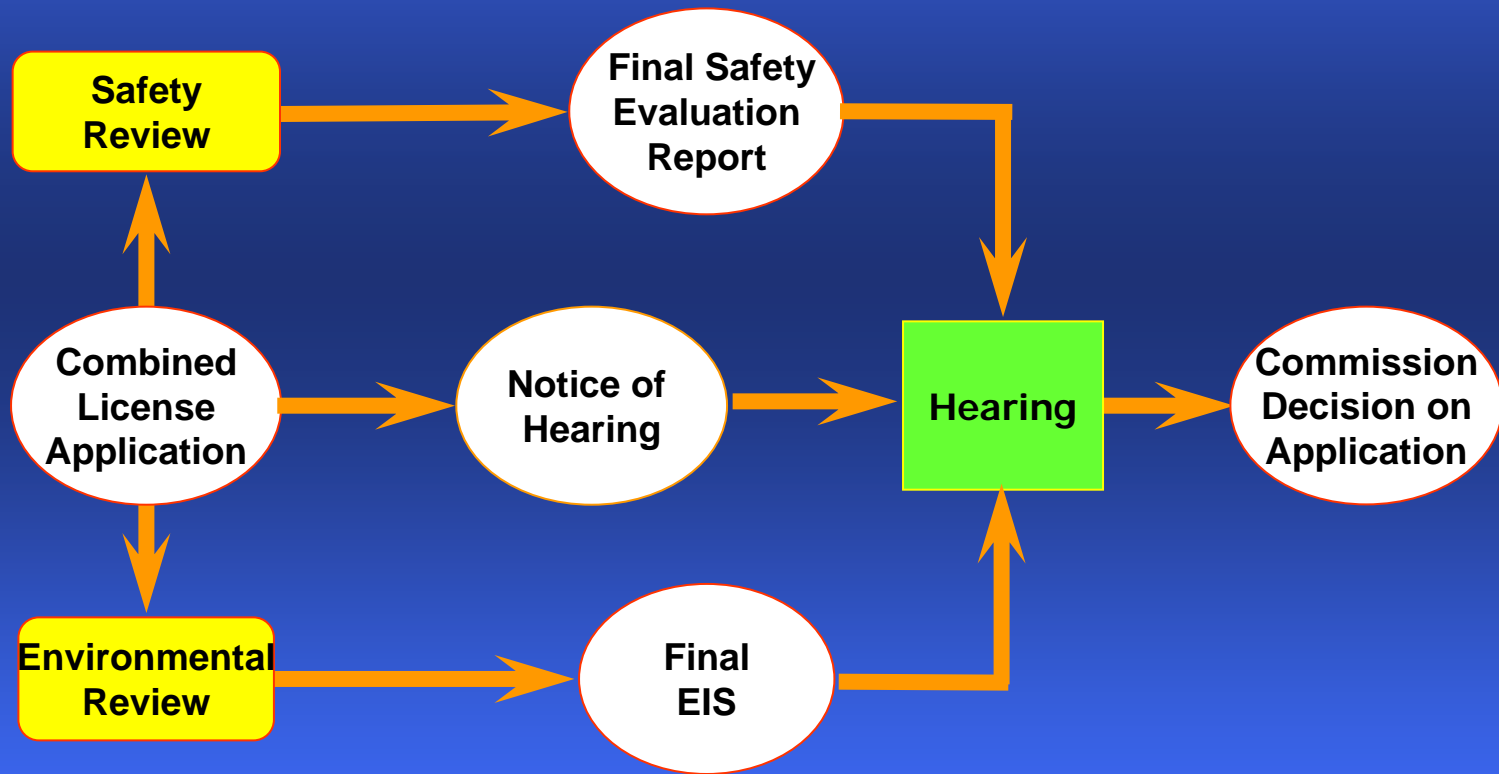 Safety
Review
Final Safety
Evaluation
Report
Combined
License
Application
Notice of
Hearing
Hearing
Commission
Decision on
Application
Environmental
Review
Final
EIS